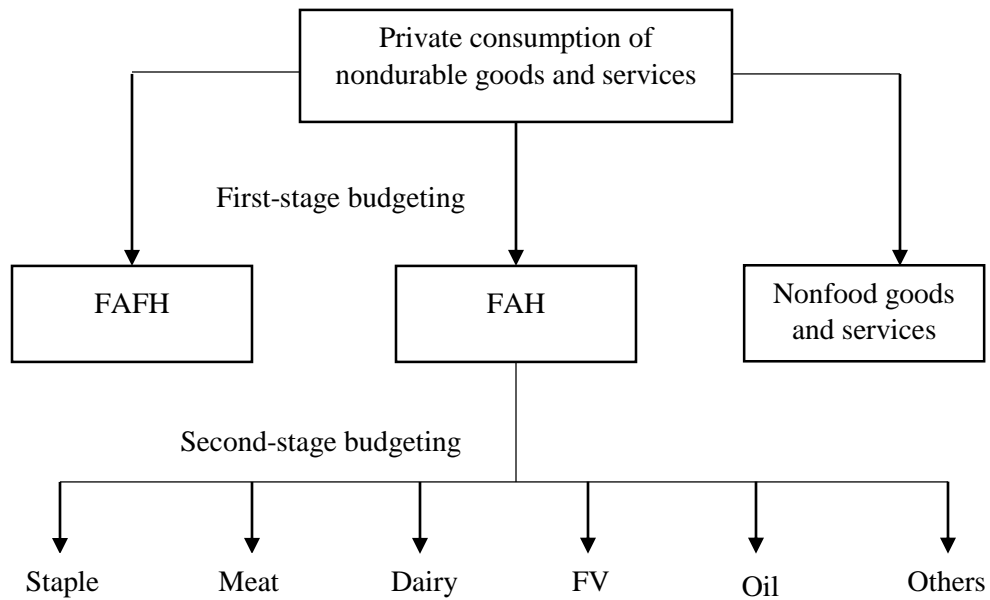 Private consumption of
nondurable goods and services
First-stage budgeting
FAFH
FAH
Nonfood goods
and services
Second-stage budgeting
Staple
Meat
Dairy
FV
Oil
Others